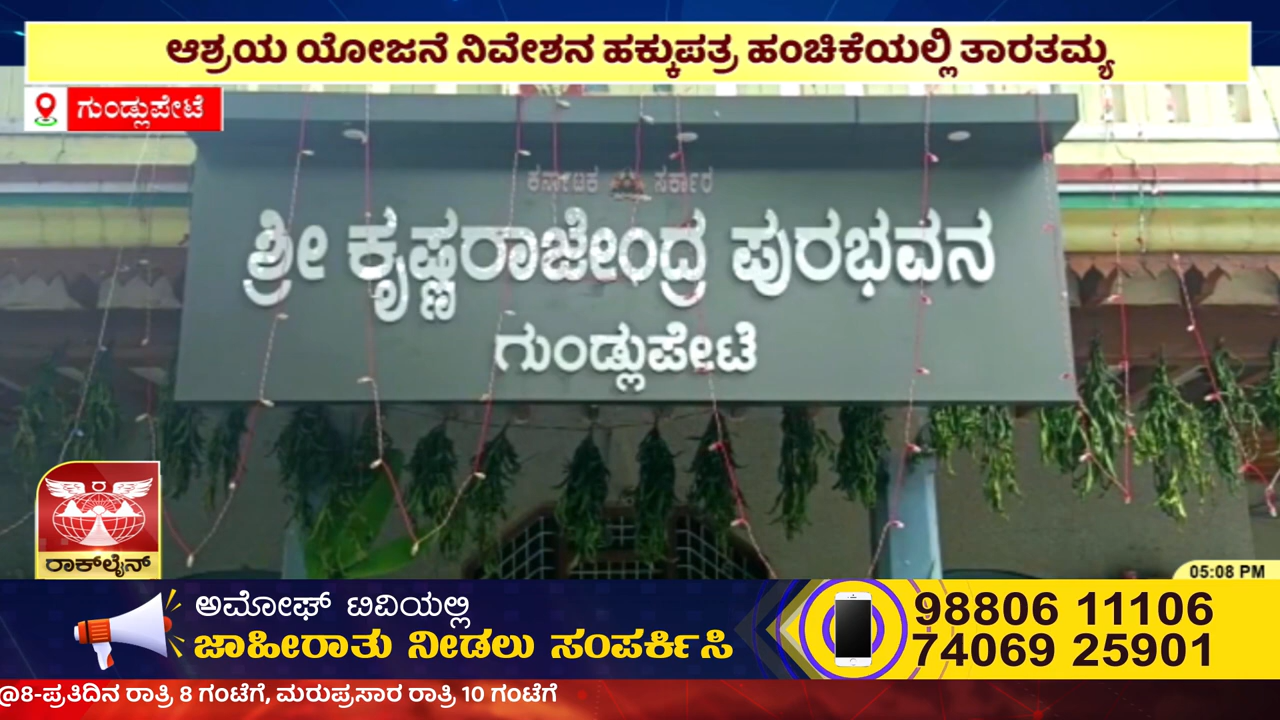 ಆಶ್ರಯ ಯೋಜನೆ ನಿವೇಶನ ಹಕ್ಕುಪತ್ರ ಹಂಚಿಕೆಯಲ್ಲಿ ತಾರತಮ್ಯ
ಗುಂಡ್ಲುಪೇಟೆ
ಕರ್ನಾಟಕ ಸರ್ಕಾರ
ಶ್ರೀ ಕೃಷ್ಣರಾಜೇಂದ್ರ ಪುರಭವನ
ಗುಂಡ್ಲುಪೇಟೆ
ರಾಕ್‌ಲೈನ್
05:08 PM
ಅಮೋಘ್ ಟಿವಿಯಲ್ಲಿ
ಜಾಹೀರಾತು ನೀಡಲು ಸಂಪರ್ಕಿಸಿ
98806 11106
74069 25901
@8-ಪ್ರತಿದಿನ ರಾತ್ರಿ 8 ಗಂಟೆಗೆ, ಮರುಪ್ರಸಾರ ರಾತ್ರಿ 10 ಗಂಟೆಗೆ